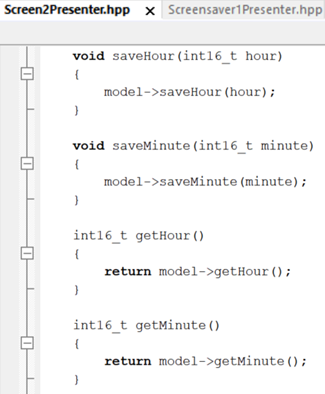 Screen2Presenter.hpp Screensaver1Presenter.hpp
void saveHour(int16_t hour)
{
model->saveHour(hour);
}
void saveMinute(int16_t minute)
{
model->saveMinute(minute);
}
int16_t getHour()
{
return model->getHour();
}
int16_t getMinute()
{
return model->getMinute();
}